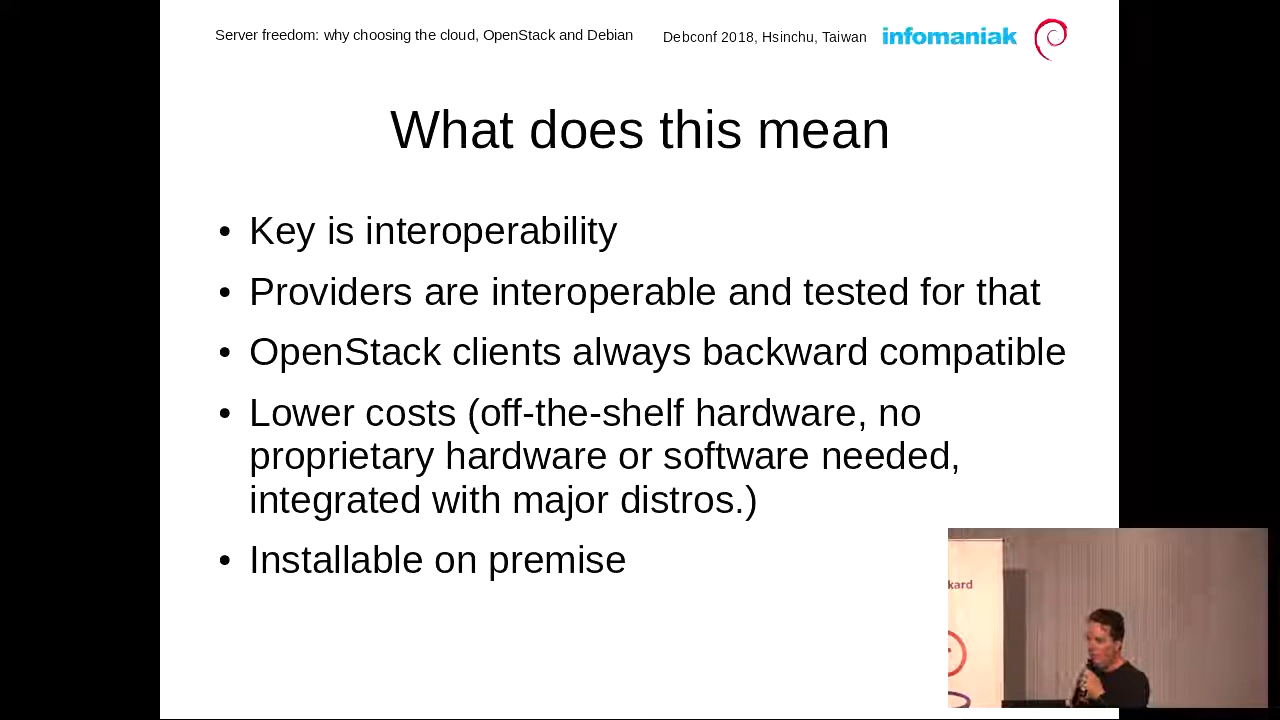 Server freedom: why choosing the cloud, OpenStack and Debian
Debconf 2018, Hsinchu, Taiwan
infomaniak
What does this mean
• Key is interoperability
• Providers are interoperable and tested for that
• OpenStack clients always backward compatible
• Lower costs (off-the-shelf hardware, no
proprietary hardware or software needed,
integrated with major distros.)
• Installable on premise
kard